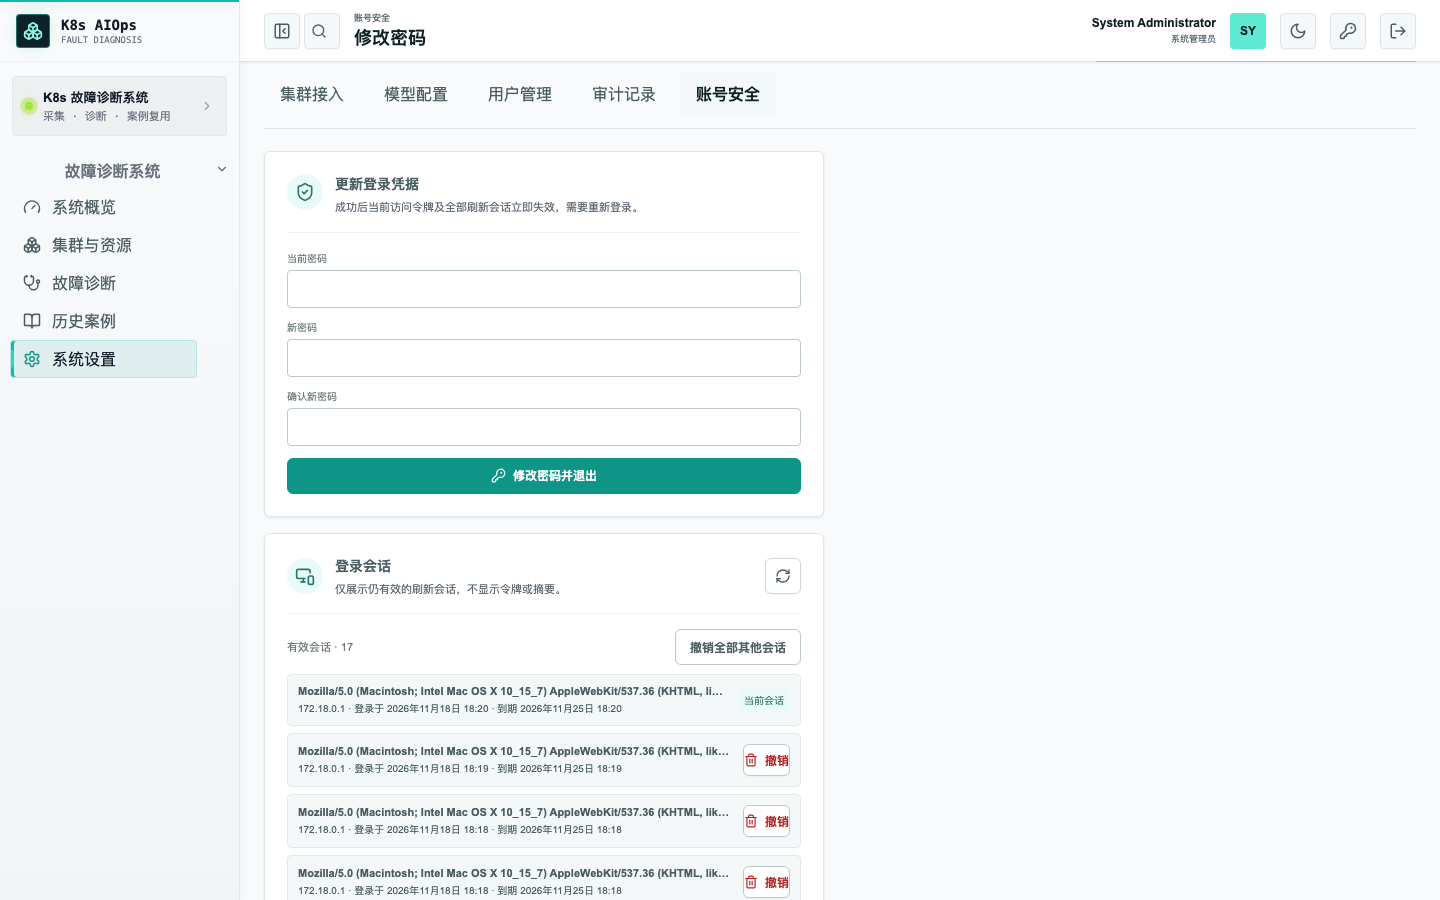 K8s AIOps
FAULT DIAGNOSIS
K8s 故障诊断系统
采集 · 诊断 · 案例复用
故障诊断系统
系统概览
集群与资源
故障诊断
历史案例
系统设置
账号安全
修改密码
System Administrator
系统管理员
SY
集群接入
模型配置
用户管理
审计记录
账号安全
更新登录凭据
成功后当前访问令牌及全部刷新会话立即失效，需要重新登录。
当前密码
新密码
确认新密码
修改密码并退出
登录会话
仅展示仍有效的刷新会话，不显示令牌或摘要。
有效会话 · 17
撤销全部其他会话
Mozilla/5.0 (Macintosh; Intel Mac OS X 10_15_7) AppleWebKit/537.36 (KHTML, li...
172.18.0.1 · 登录于 2026年11月18日 18:20 · 到期 2026年11月25日 18:20
当前会话
Mozilla/5.0 (Macintosh; Intel Mac OS X 10_15_7) AppleWebKit/537.36 (KHTML, lik...
172.18.0.1 · 登录于 2026年11月18日 18:19 · 到期 2026年11月25日 18:19
撤销
Mozilla/5.0 (Macintosh; Intel Mac OS X 10_15_7) AppleWebKit/537.36 (KHTML, lik...
172.18.0.1 · 登录于 2026年11月18日 18:18 · 到期 2026年11月25日 18:18
撤销
Mozilla/5.0 (Macintosh; Intel Mac OS X 10_15_7) AppleWebKit/537.36 (KHTML, lik...
172.18.0.1 · 登录于 2026年11月18日 18:18 · 到期 2026年11月25日 18:18
撤销